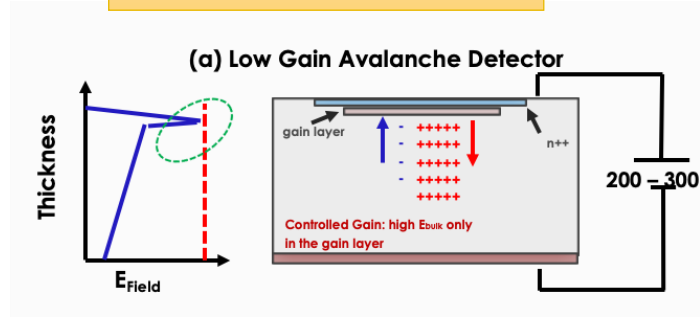 (a) Low Gain Avalanche Detector
Thickness
EField
gain layer
n++
- +++++
- +++++
- +++++
- +++++
+++++
Controlled Gain: high Ebulk only
in the gain layer
200 – 300